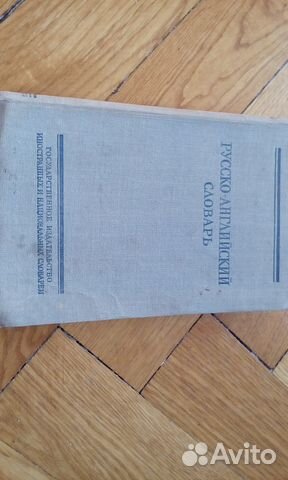 РУССКО-АНГЛИЙСКИЙ
СЛОВАРЬ
ГОСУДАРСТВЕННОЕ ИЗДАТЕЛЬСТВО
ИНОСТРАННЫХ И НАЦИОНАЛЬНЫХ СЛОВАРЕЙ
Avito